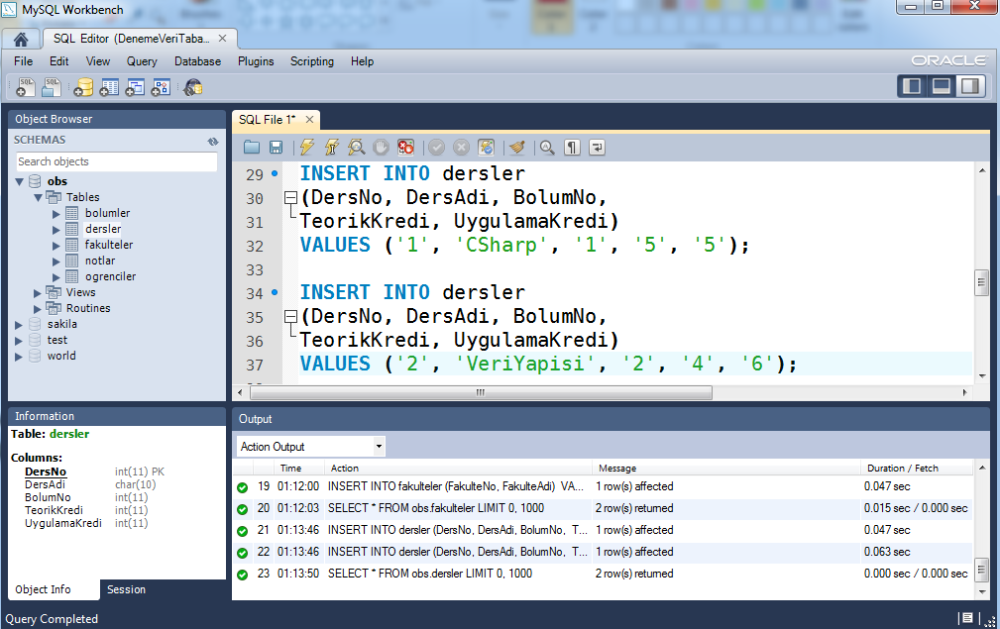 MySQL Workbench
SQL Editor (DenemeVeriTaba...
File Edit View Query Database Plugins Scripting Help
ORACLE
SQL SQL
Object Browser
SCHEMAS
Search objects
obs
Tables
bolumler
dersler
fakulteler
notlar
ogrenciler
Views
Routines
sakila
test
world
SQL File 1*
29 INSERT INTO dersler
30 (DersNo, DersAdi, BolumNo,
31 TeorikKredi, UygulamaKredi)
32 VALUES ('1', 'CSharp', '1', '5', '5');
33
34 INSERT INTO dersler
35 (DersNo, DersAdi, BolumNo,
36 TeorikKredi, UygulamaKredi)
37 VALUES ('2', 'VeriYapisi', '2', '4', '6');
Information
Table: dersler
Columns:
DersNo int(11) PK
DersAdi char(10)
BolumNo int(11)
TeorikKredi int(11)
UygulamaKredi int(11)
Object Info Session
Output
Action Output
Time Action Message Duration / Fetch
19 01:12:00 INSERT INTO fakulteler (FakulteNo, FakulteAdi) VA... 1 row(s) affected 0.047 sec
20 01:12:03 SELECT * FROM obs.fakulteler LIMIT 0, 1000 2 row(s) returned 0.015 sec / 0.000 sec
21 01:13:46 INSERT INTO dersler (DersNo, DersAdi, BolumNo, T... 1 row(s) affected 0.047 sec
22 01:13:46 INSERT INTO dersler (DersNo, DersAdi, BolumNo, T... 1 row(s) affected 0.063 sec
23 01:13:50 SELECT * FROM obs.dersler LIMIT 0, 1000 2 row(s) returned 0.000 sec / 0.000 sec
Query Completed